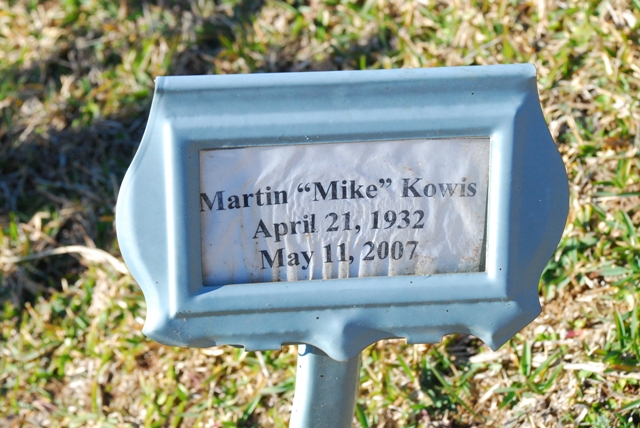 Martin “Mike” Kowis
April 21, 1932
May 11, 2007